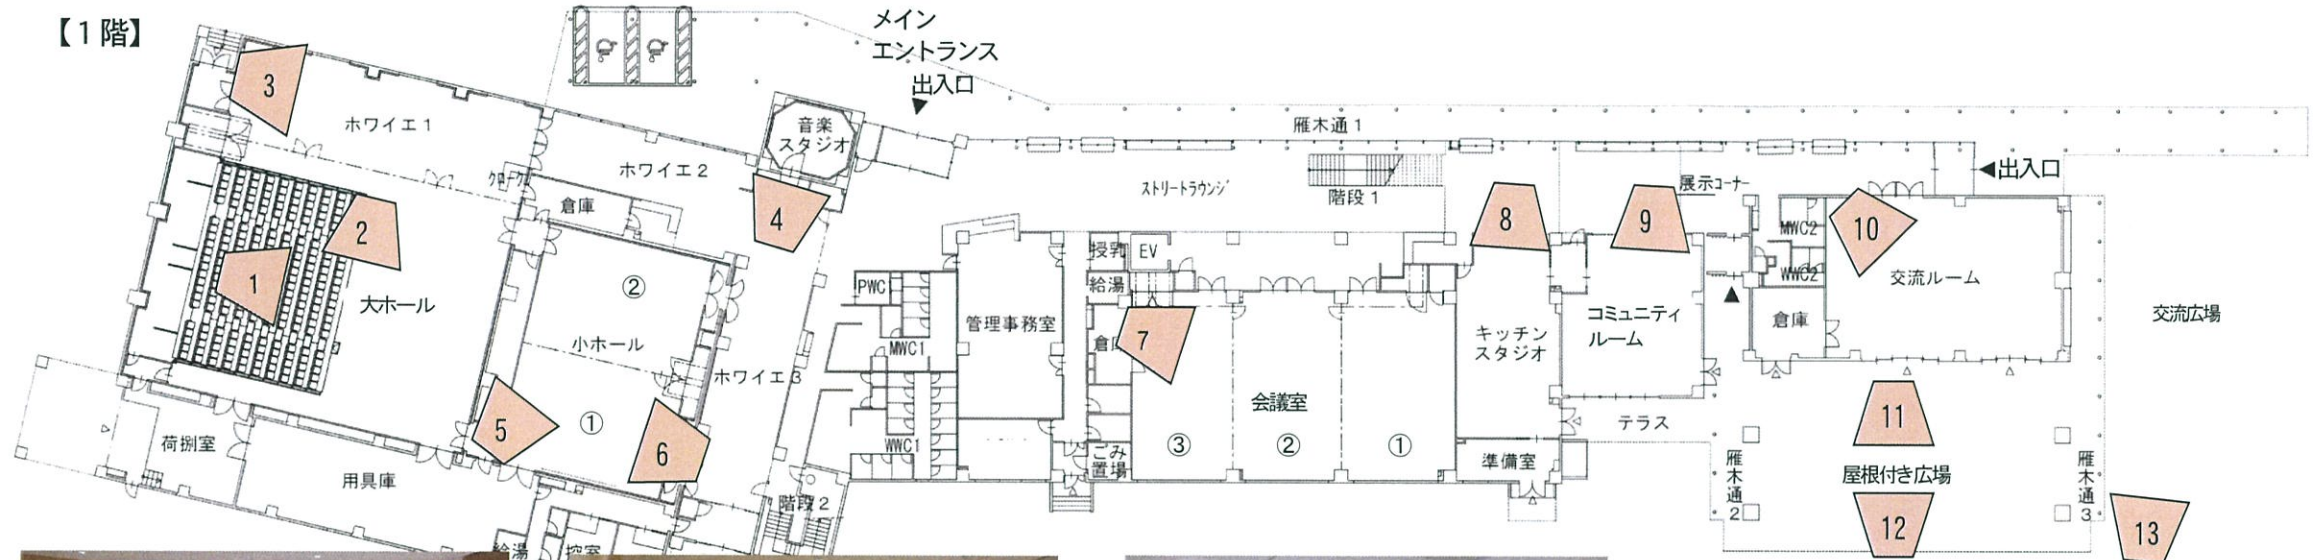 【1階】
メイン
エントランス
出入口
3
ホワイエ1
音楽
スタジオ
雁木通1
ホワイエ2
ｸﾛｰｸ
倉庫
ストリートラウンジ
階段1
展示コーナー
出入口
1
2
大ホール
4
8
9
10
MWC2
WWC2
倉庫
交流ルーム
交流広場
②
小ホール
①
5
6
ホワイエ3
PWC
MWC1
WWC1
管理事務室
授乳
EV
給湯
7
会議室
③
②
①
ごみ
置場
キッチン
スタジオ
コミュニティ
ルーム
テラス
準備室
11
屋根付き広場
12
13
雁木通2
雁木通3
荷捌室
用具庫
階段2
給湯
控室